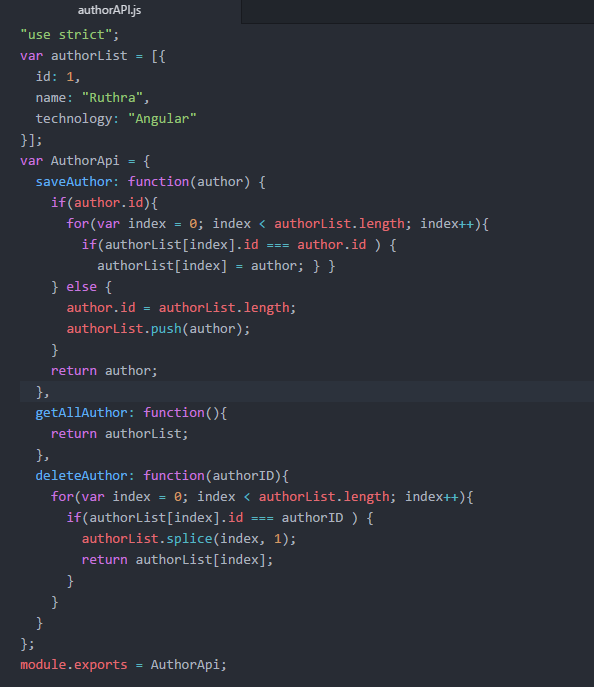 authorAPI.js
"use strict";
var authorList = [{
  id: 1,
  name: "Ruthra",
  technology: "Angular"
}];
var AuthorApi = {
  saveAuthor: function(author) {
    if(author.id){
      for(var index = 0; index < authorList.length; index++){
        if(authorList[index].id === author.id ) {
          authorList[index] = author; } }
    } else {
      author.id = authorList.length;
      authorList.push(author);
    }
    return author;
  },
  getAllAuthor: function(){
    return authorList;
  },
  deleteAuthor: function(authorID){
    for(var index = 0; index < authorList.length; index++){
      if(authorList[index].id === authorID ) {
        authorList.splice(index, 1);
        return authorList[index];
      }
    }
  }
};
module.exports = AuthorApi;